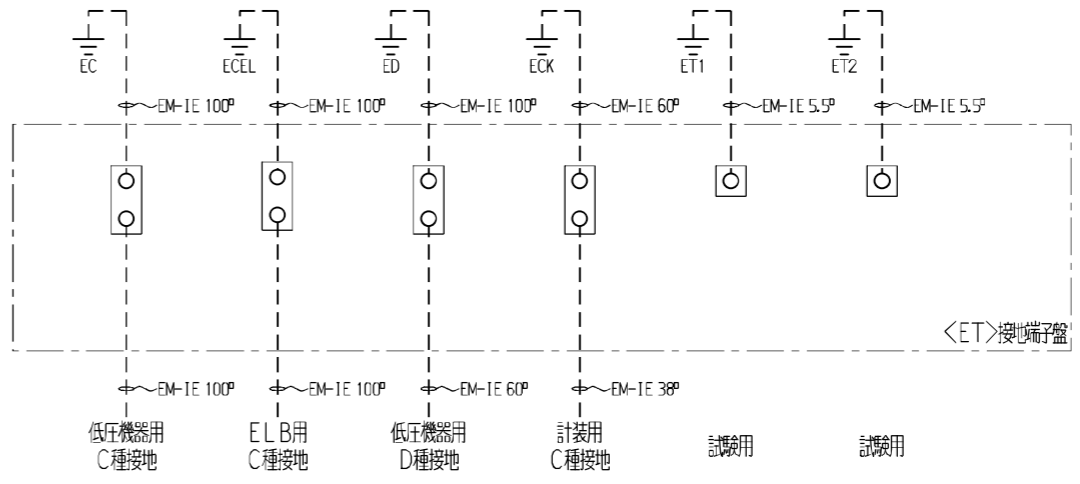 EC
ECEL
ED
ECK
ET1
ET2
EM-IE 100□
EM-IE 100□
EM-IE 100□
EM-IE 60□
EM-IE 5.5□
EM-IE 5.5□
<ET>接地端子盤
EM-IE 100□
EM-IE 100□
EM-IE 60□
EM-IE 38□
低圧機器用
C種接地
ELB用
C種接地
低圧機器用
D種接地
計装用
C種接地
試験用
試験用